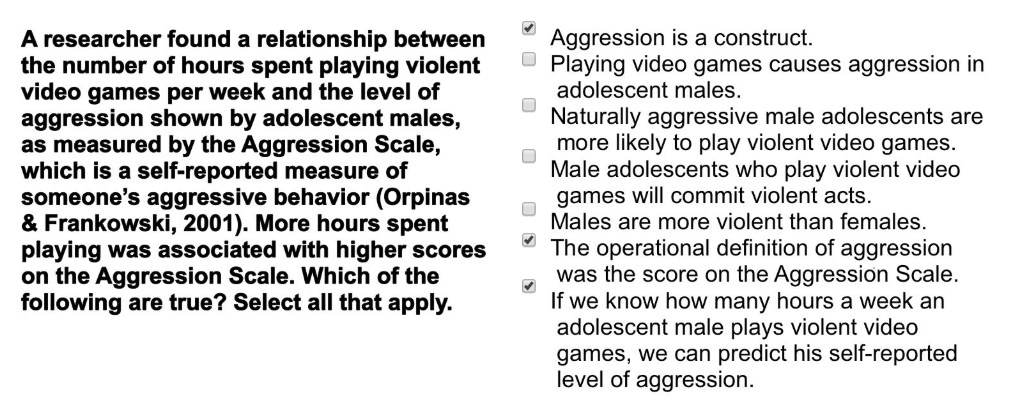 A researcher found a relationship between
the number of hours spent playing violent
video games per week and the level of
aggression shown by adolescent males,
as measured by the Aggression Scale,
which is a self-reported measure of
someone’s aggressive behavior (Orpinas
& Frankowski, 2001). More hours spent
playing was associated with higher scores
on the Aggression Scale. Which of the
following are true? Select all that apply.
Aggression is a construct.
Playing video games causes aggression in
adolescent males.
Naturally aggressive male adolescents are
more likely to play violent video games.
Male adolescents who play violent video
games will commit violent acts.
Males are more violent than females.
The operational definition of aggression
was the score on the Aggression Scale.
If we know how many hours a week an
adolescent male plays violent video
games, we can predict his self-reported
level of aggression.